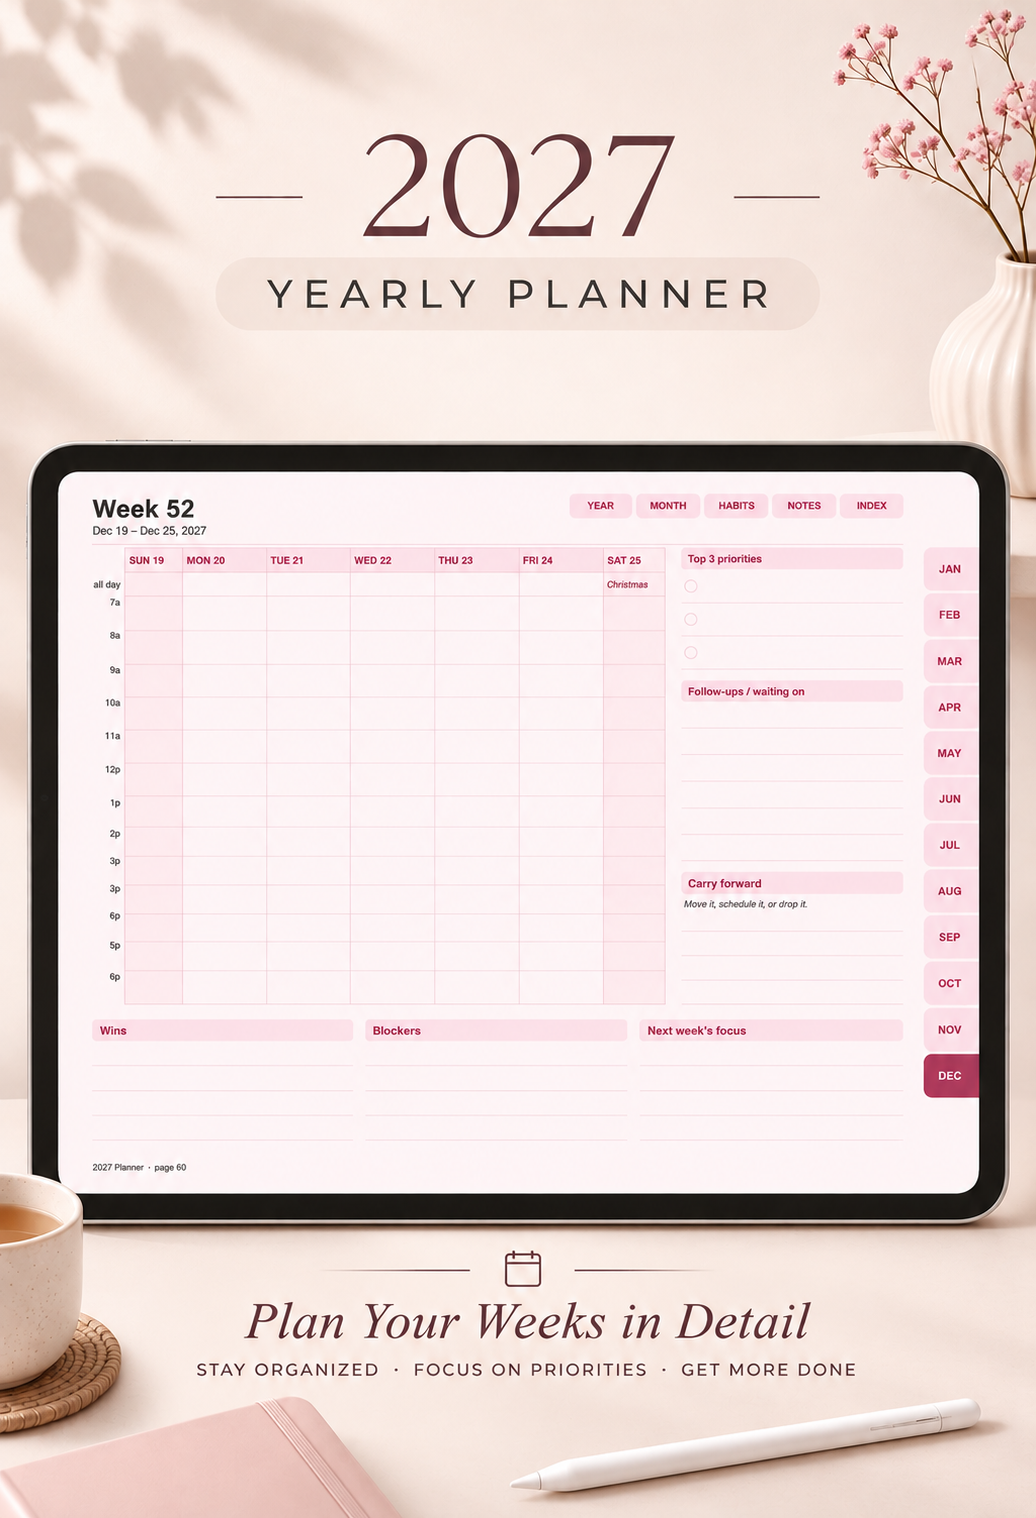 2027
YEARLY PLANNER
Week 52
Dec 19 – Dec 25, 2027
YEAR MONTH HABITS NOTES INDEX
SUN 19 MON 20 TUE 21 WED 22 THU 23 FRI 24 SAT 25
all day Christmas
7a
8a
9a
10a
11a
12p
1p
2p
3p
3p
6p
5p
6p
Top 3 priorities
Follow-ups / waiting on
Carry forward
Move it, schedule it, or drop it.
JAN
FEB
MAR
APR
MAY
JUN
JUL
AUG
SEP
OCT
NOV
DEC
Wins Blockers Next week's focus
2027 Planner · page 60
Plan Your Weeks in Detail
STAY ORGANIZED · FOCUS ON PRIORITIES · GET MORE DONE